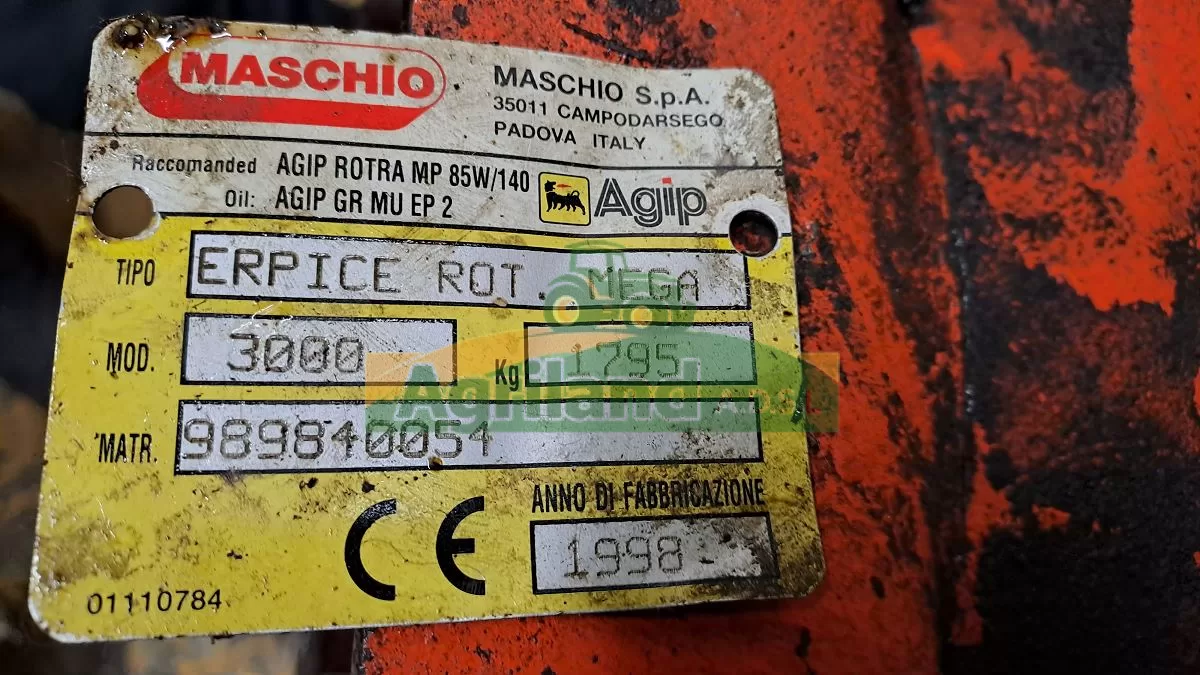 MASCHIO
MASCHIO S.p.A.
35011 CAMPODARSEGO
PADOVA ITALY
Raccomanded AGIP ROTRA MP 85W/140
Oil: AGIP GR MU EP 2
Agip
TIPO ERPICE ROT. MEGA
MOD. 3000 Kg 1795
Agriland
MATR. 989840054
CE
ANNO DI FABBRICAZIONE
1998
01110784